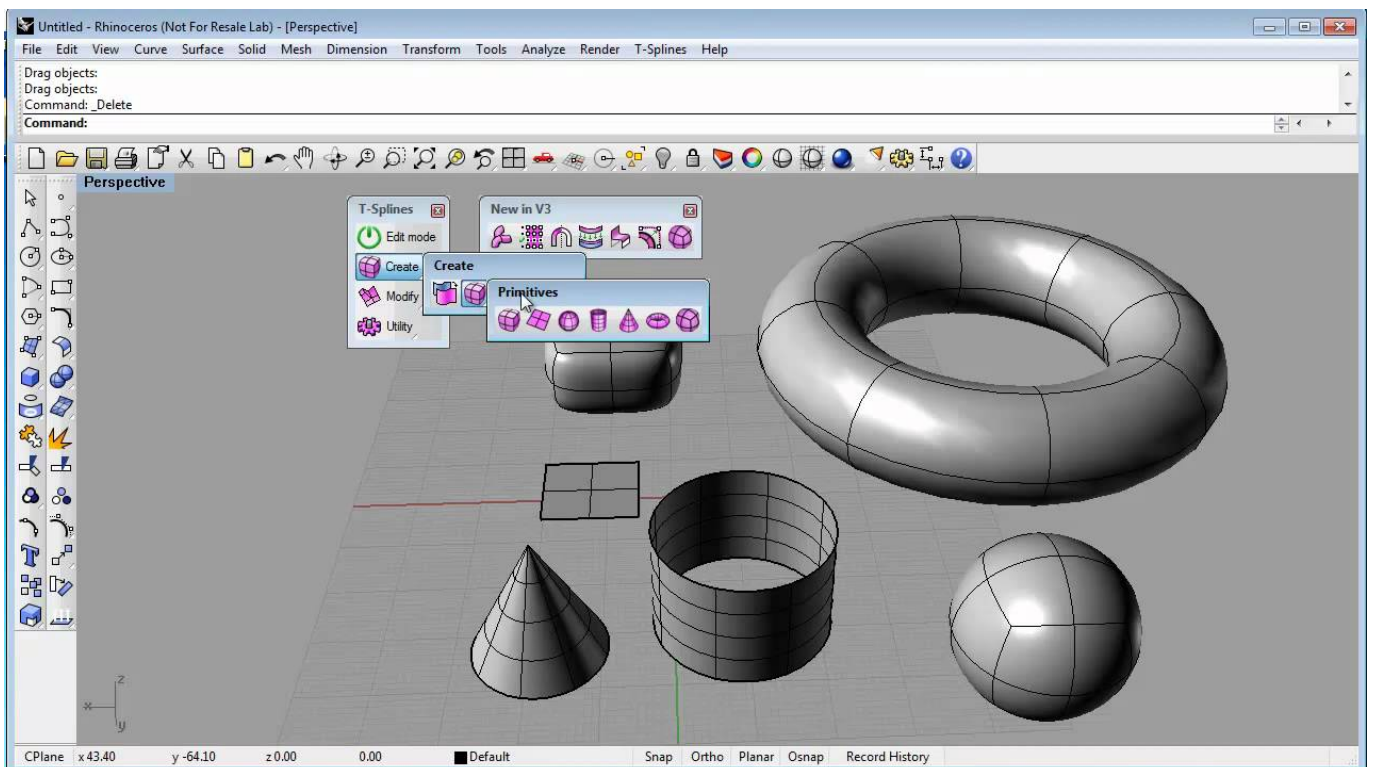 Untitled - Rhinoceros (Not For Resale Lab) - [Perspective]
File Edit View Curve Surface Solid Mesh Dimension Transform Tools Analyze Render T-Splines Help
Drag objects:
Drag objects:
Command: _Delete
Command:
Perspective
T-Splines
New in V3
Edit mode
Create
Create
Modify
Primitives
Utility
z
x
y
CPlane x 43.40 y -64.10 z 0.00 0.00 Default Snap Ortho Planar Osnap Record History